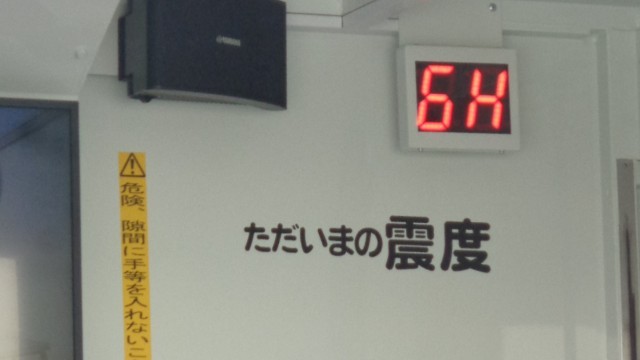 6H
ただいまの震度
危険、隙間に手等を入れないこ